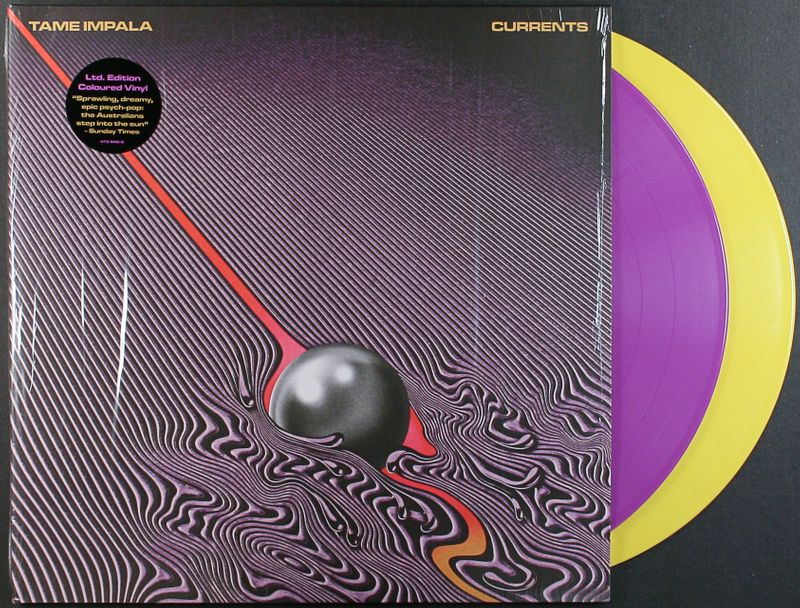 TAME IMPALA
CURRENTS
Ltd. Edition
Coloured Vinyl
"Sprawling, dreamy,
epic psych-pop:
the Australians
step into the sun"
- Sunday Times